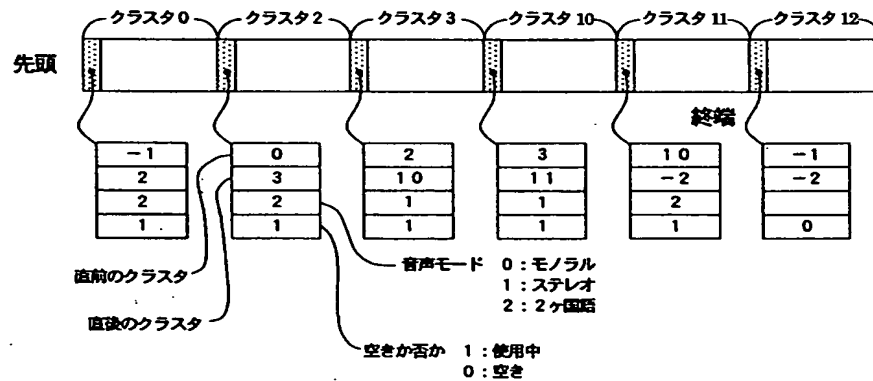 クラスタ0 クラスタ2 クラスタ3 クラスタ10 クラスタ11 クラスタ12
先頭
終端
-1 0 2 3 10 -1
2 3 10 11 -2 -2
2 2 1 1 2
1 1 1 1 1 0
直前のクラスタ
直後のクラスタ
音声モード 0:モノラル
1:ステレオ
2:2ヶ国語
空きか否か 1:使用中
0:空き